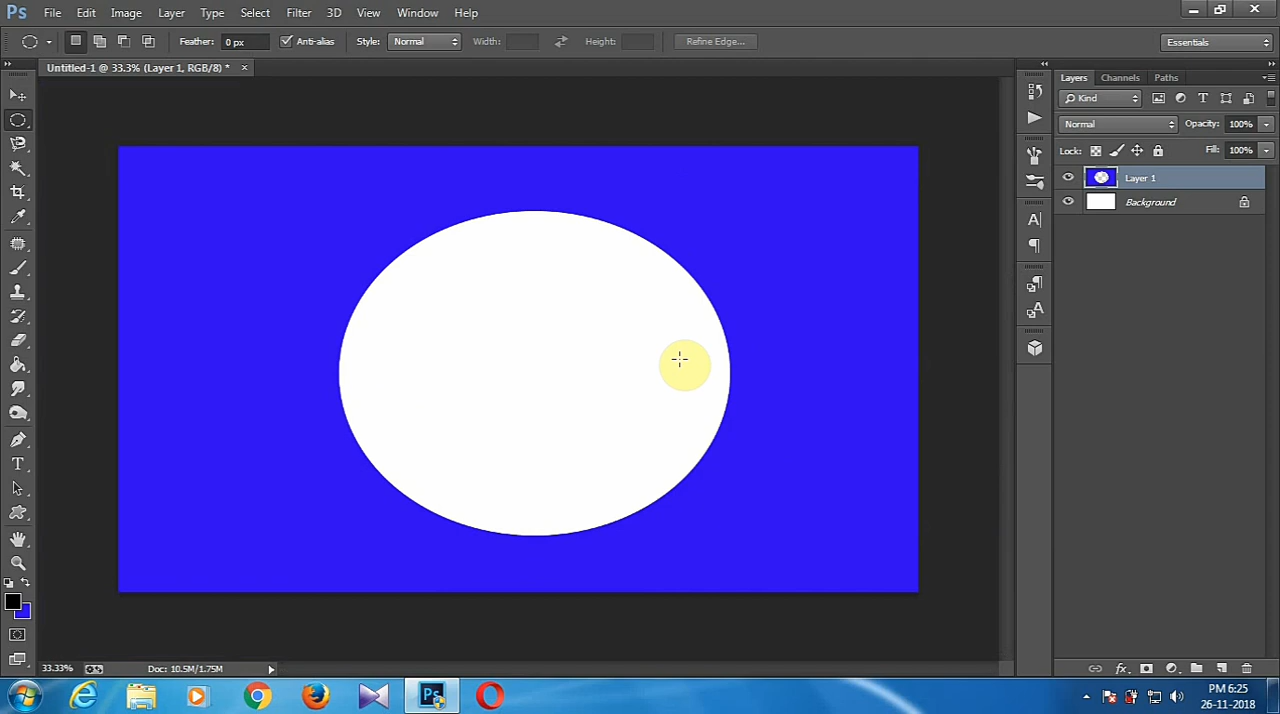 Ps File Edit Image Layer Type Select Filter 3D View Window Help
Feather: 0 px Anti-alias Style: Normal Width: Height: Refine Edge... Essentials
Untitled-1 @ 33.3% (Layer 1, RGB/8) * ×
Layers Channels Paths
Kind
Normal Opacity: 100%
Lock: Fill: 100%
Layer 1
Background
33.33% Doc: 10.5M/1.75M
Ps
PM 6:25
26-11-2018